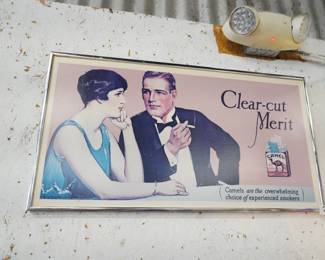 Clear-cut
Merit
CAMEL
Camels are the overwhelming
choice of experienced smokers